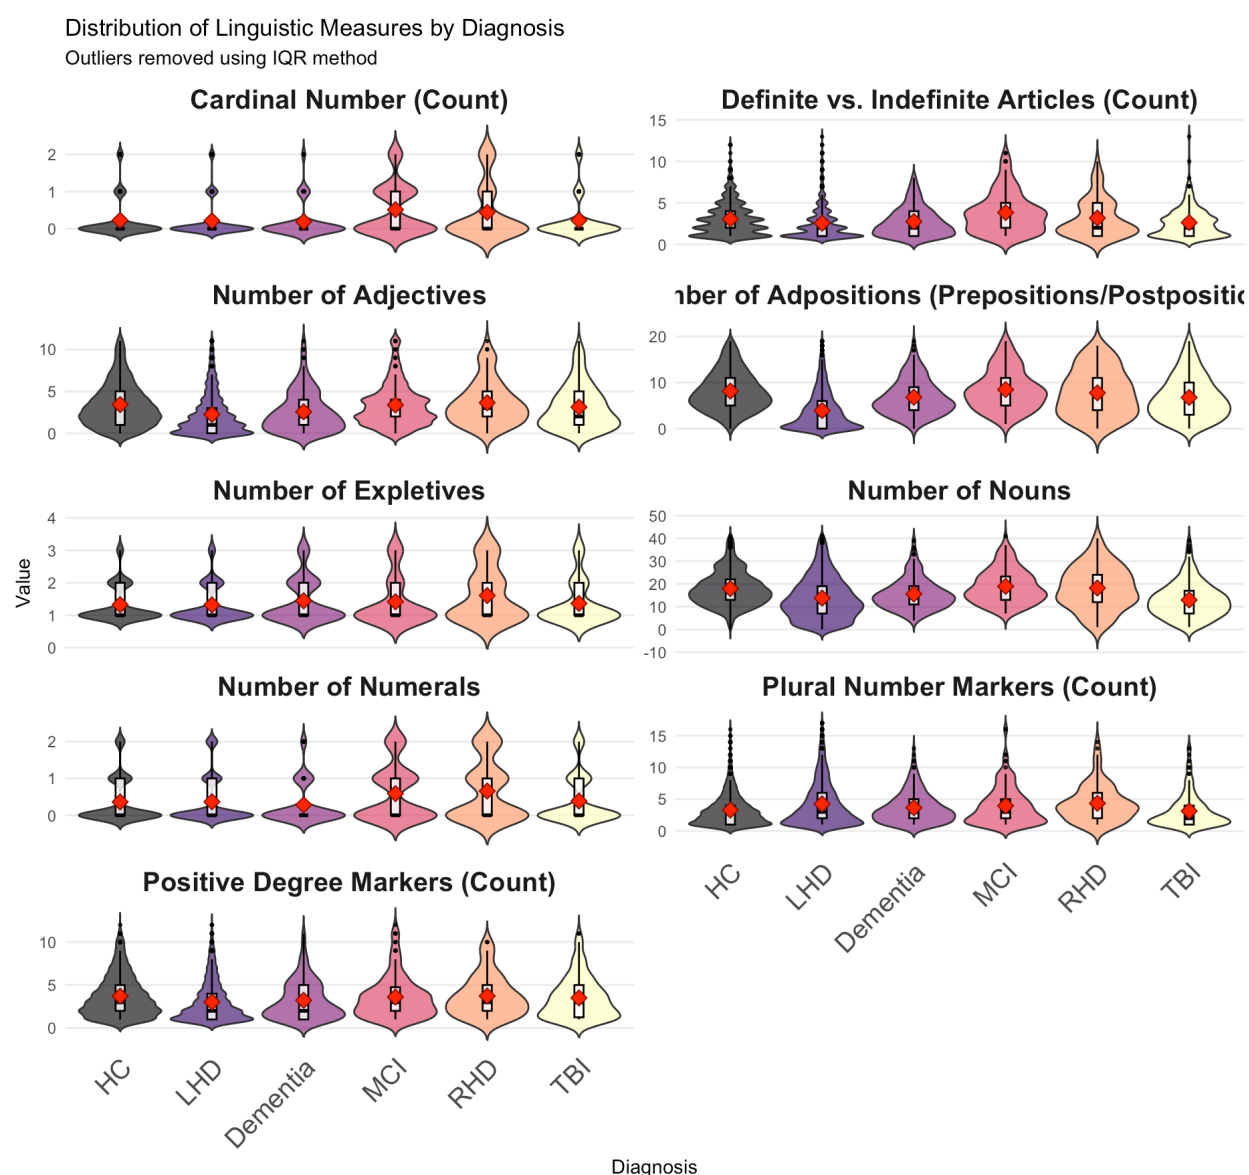 Distribution of Linguistic Measures by Diagnosis
Outliers removed using IQR method
Cardinal Number (Count)
2
1
0
Definite vs. Indefinite Articles (Count)
15
10
5
0
Number of Adjectives
10
5
0
of Adpositions
20
10
0
Number of Expletives
4
3
2
1
0
Number of Nouns
50
40
30
20
10
0
-10
Value
Number of Numerals
2
1
0
Plural Number Markers (Count)
15
10
5
0
HC
LHD
Dementia
MCI
RHD
TBI
Positive Degree Markers (Count)
10
5
0
HC
LHD
Dementia
MCI
RHD
TBI
Diagnosis